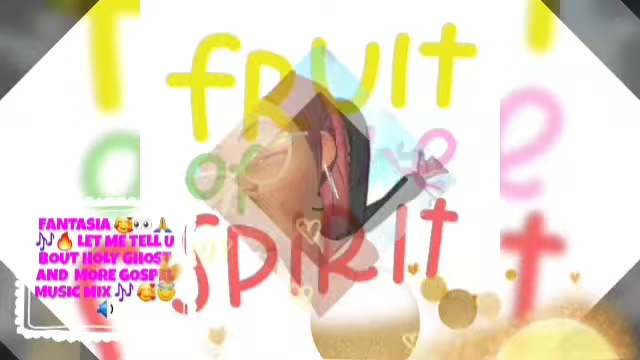 fRUIt
of the
SPIRIt
FANTASIA 🥰👀🙏
🎶🔥 LET ME TELL U
BOUT HOLY GHOST
AND MORE GOSPEL
MUSIC MIX 🎶🥰😇
🔊